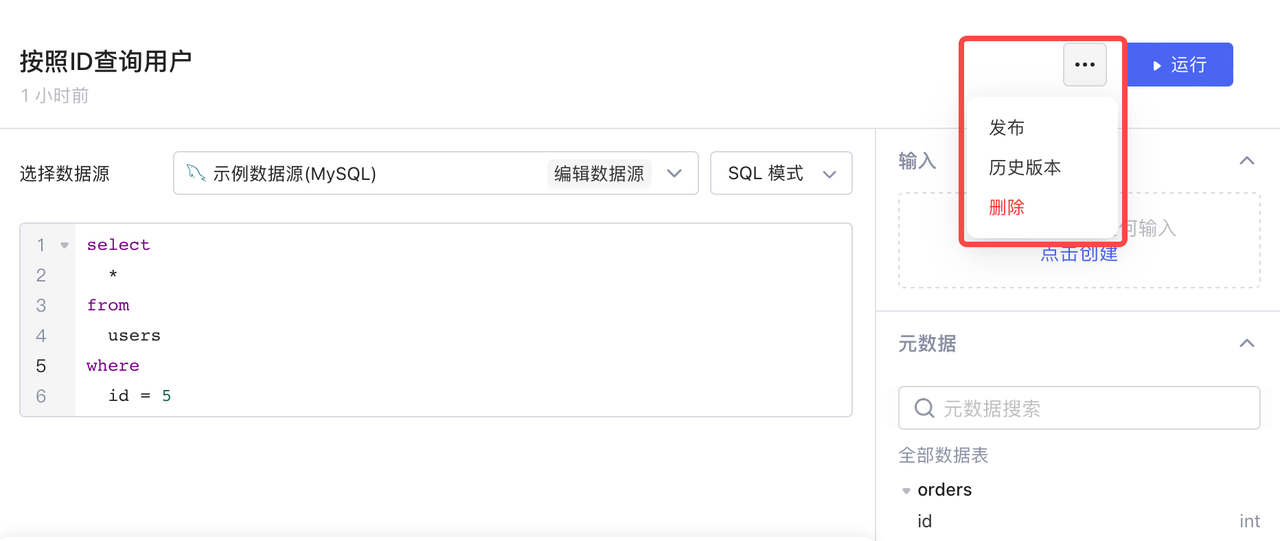 按照ID查询用户
1 小时前
••• 运行
发布
历史版本
删除
选择数据源 示例数据源(MySQL) 编辑数据源 SQL 模式
1 select
2 *
3 from
4 users
5 where
6 id = 5
输入
何输入
点击创建
元数据
元数据搜索
全部数据表
orders
id int